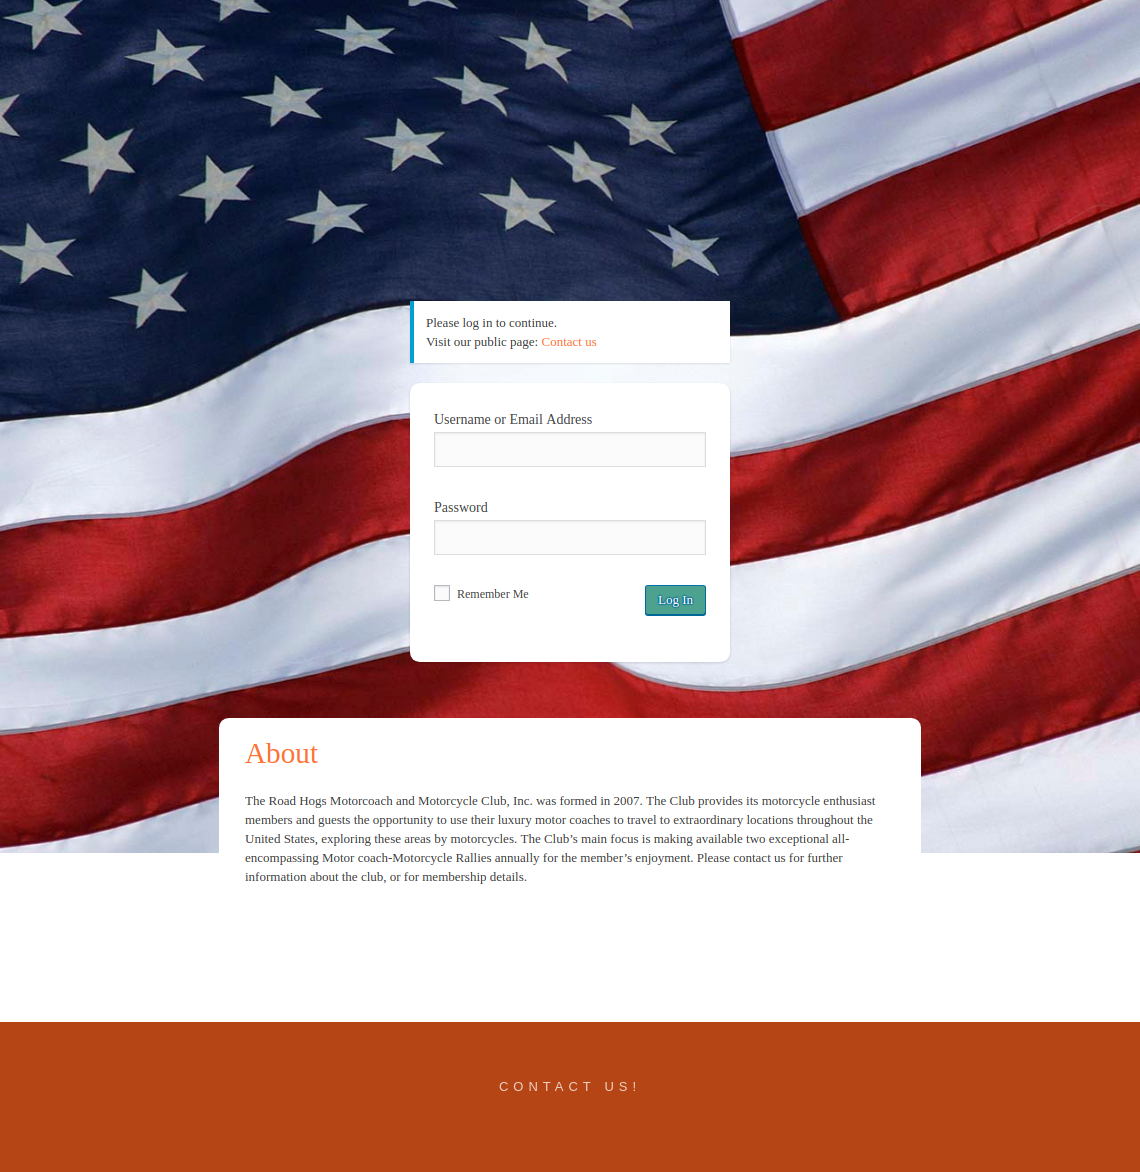 Please log in to continue.
Visit our public page: Contact us
Username or Email Address
Password
Remember Me
Log In
About
The Road Hogs Motorcoach and Motorcycle Club, Inc. was formed in 2007. The Club provides its motorcycle enthusiast
members and guests the opportunity to use their luxury motor coaches to travel to extraordinary locations throughout the
United States, exploring these areas by motorcycles. The Club’s main focus is making available two exceptional all-
encompassing Motor coach-Motorcycle Rallies annually for the member’s enjoyment. Please contact us for further
information about the club, or for membership details.
CONTACT US!